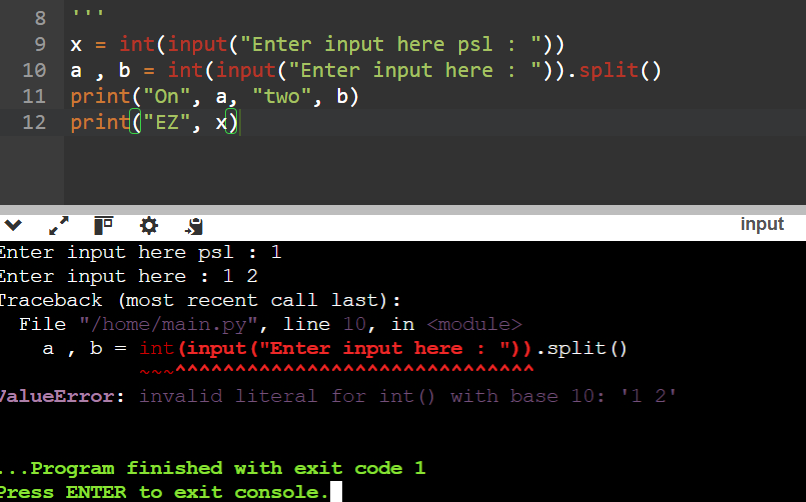 8 '''
9 x = int(input("Enter input here psl : "))
10 a , b = int(input("Enter input here : ")).split()
11 print("On", a, "two", b)
12 print("EZ", x)
input
Enter input here psl : 1
Enter input here : 1 2
Traceback (most recent call last):
File "/home/main.py", line 10, in <module>
a , b = int(input("Enter input here : ")).split()
~~~^^^^^^^^^^^^^^^^^^^^^^^^^^^^^^
ValueError: invalid literal for int() with base 10: '1 2'
...Program finished with exit code 1
Press ENTER to exit console.